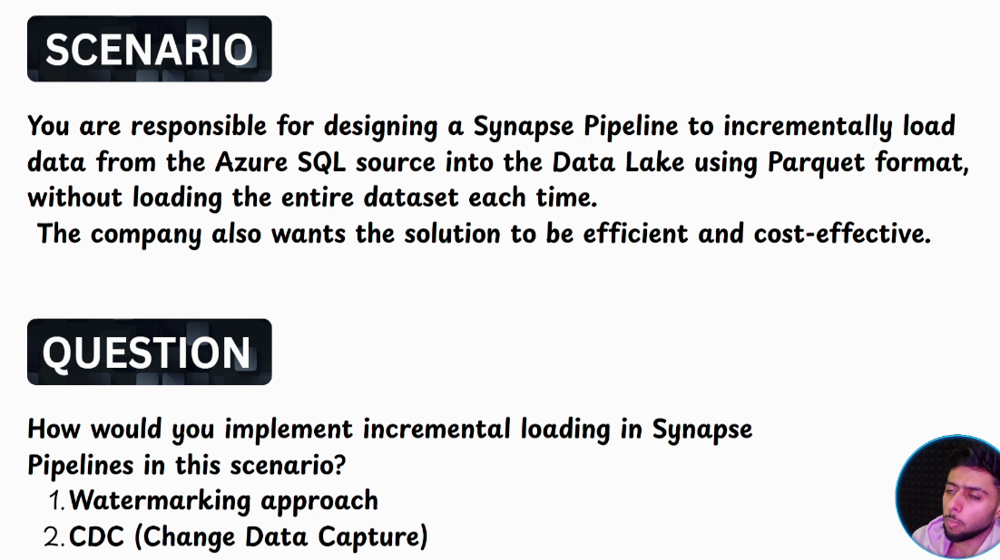 SCENARIO
You are responsible for designing a Synapse Pipeline to incrementally load
data from the Azure SQL source into the Data Lake using Parquet format,
without loading the entire dataset each time.
The company also wants the solution to be efficient and cost-effective.
QUESTION
How would you implement incremental loading in Synapse
Pipelines in this scenario?
1. Watermarking approach
2. CDC (Change Data Capture)